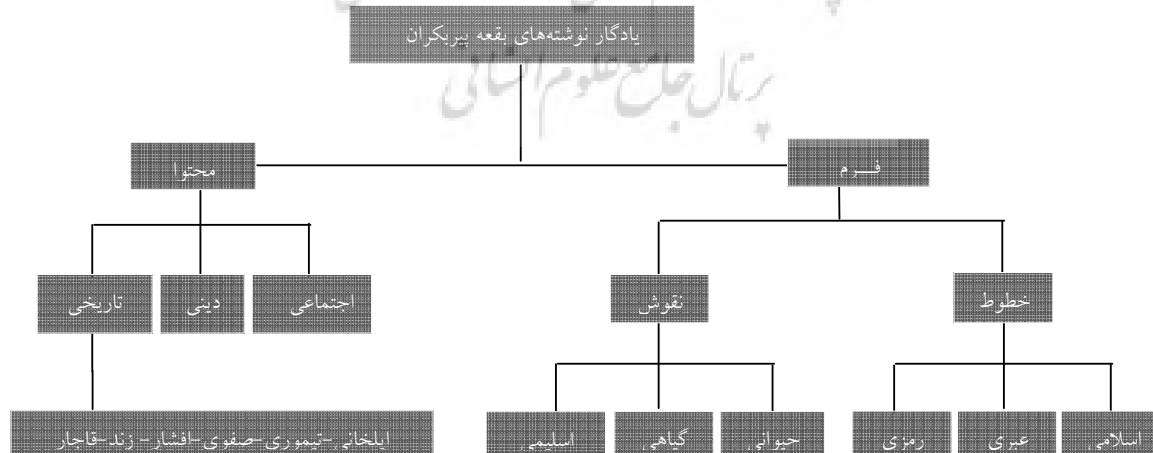 یادگار نوشته‌های بقعه پیربکران
پرتال جامع علوم انسانی
فـــرم
محتوا
خطوط
نقوش
اجتماعی
دینی
تاریخی
اسلامی
عبری
رمزی
حیوانی
گیاهی
اسلیمی
ایلخانی-تیموری-صفوی-افشار-زند-قاجار